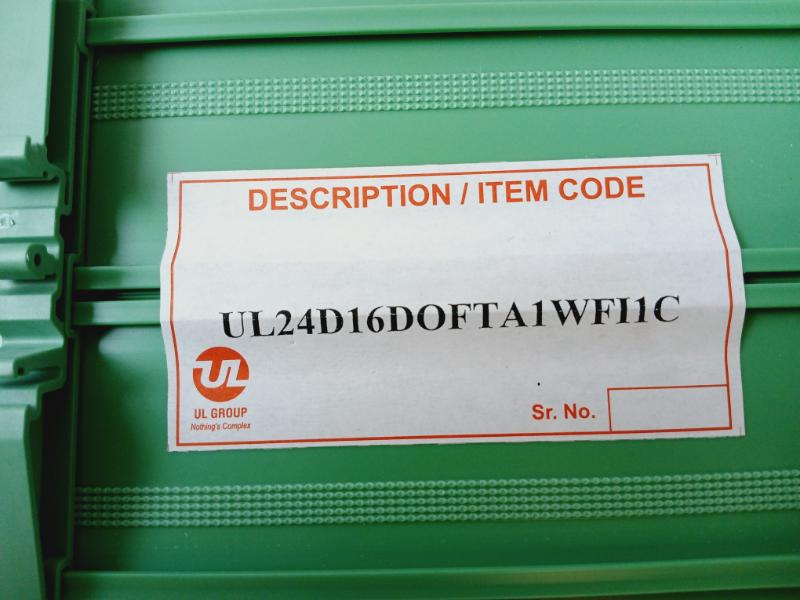 DESCRIPTION / ITEM CODE
UL24D16DOFTA1WFI1C
UL
UL GROUP
Nothing's Complex
Sr. No.